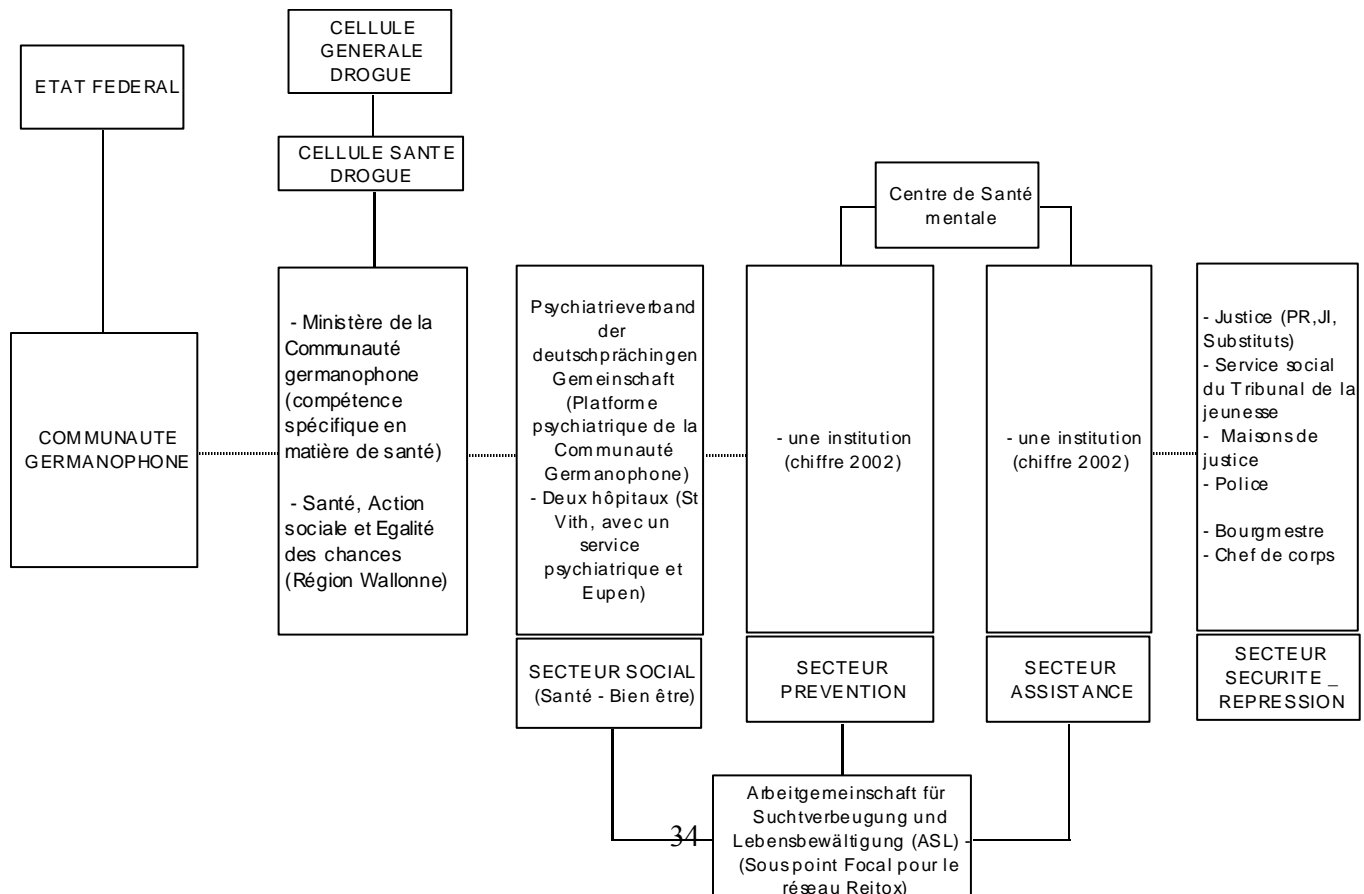 CELLULE
GENERALE
DROGUE
ETAT FEDERAL
CELLULE SANTE
DROGUE
Centre de Santé
mentale
COMMUNAUTE
GERMANOPHONE
- Ministère de la
Communauté
germanophone
(compétence
spécifique en
matière de santé)
- Santé, Action
sociale et Egalité
des chances
(Région Wallonne)
Psychiatrieverband
der
deutschprächingen
Gemeinschaft
(Platforme
psychiatrique de la
Communauté
Germanophone)
- Deux hôpitaux (St
Vith, avec un
service
psychiatrique et
Eupen)
- une institution
(chiffre 2002)
- une institution
(chiffre 2002)
- Justice (PR,JI,
Substituts)
- Service social
du Tribunal de la
jeunesse
- Maisons de
justice
- Police
- Bourgmestre
- Chef de corps
SECTEUR SOCIAL
(Santé - Bien être)
SECTEUR
PREVENTION
SECTEUR
ASSISTANCE
SECTEUR
SECURITE _
REPRESSION
Arbeitgemeinschaft für
Suchtverbeugung und
Lebensbewältigung (ASL) -
(Sous point Focal pour le
réseau Reitox)
34